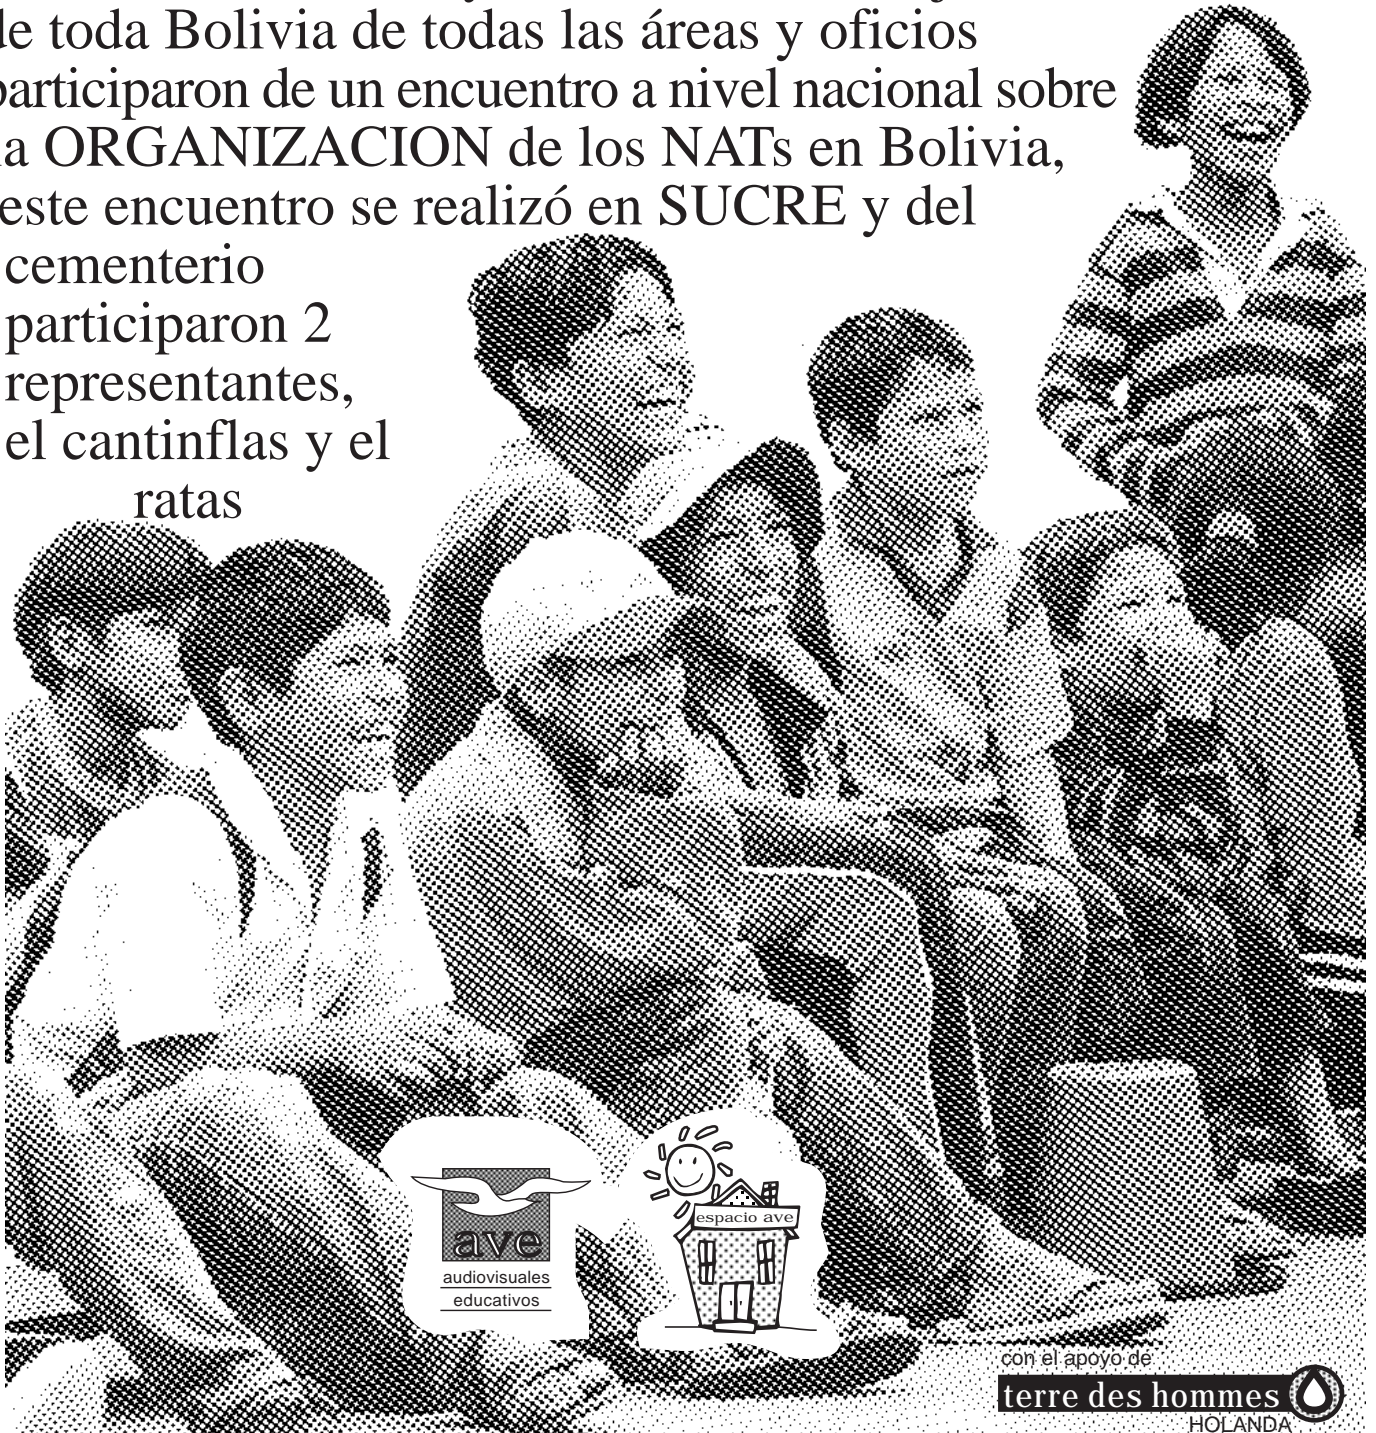 de toda Bolivia de todas las áreas y oficios
participaron de un encuentro a nivel nacional sobre
la ORGANIZACION de los NATs en Bolivia,
este encuentro se realizó en SUCRE y del
cementerio
participaron 2
representantes,
el cantinflas y el
ratas
ave
audiovisuales
educativos
espacio ave
con el apoyo de
terre des hommes
HOLANDA